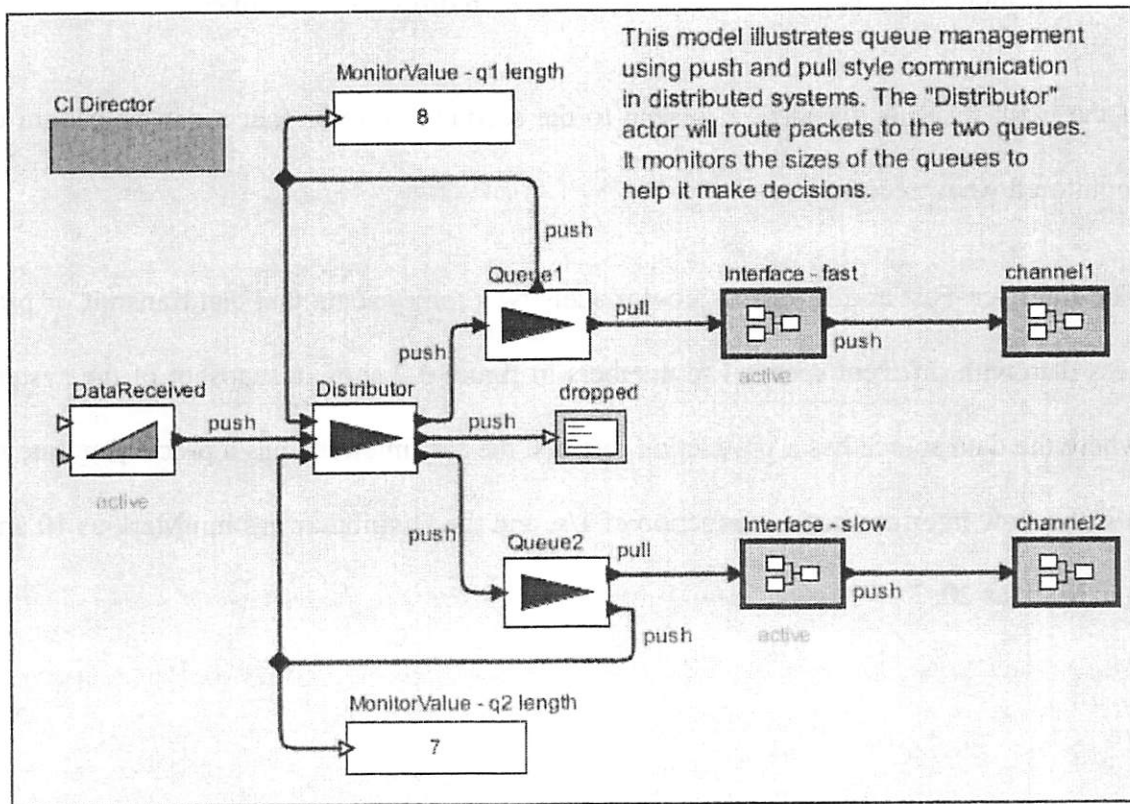 This model illustrates queue management
using push and pull style communication
in distributed systems. The "Distributor"
actor will route packets to the two queues.
It monitors the sizes of the queues to
help it make decisions.
CI Director
MonitorValue - q1 length
8
push
Queue1
pull
Interface - fast
active
push
channel1
push
DataReceived
active
push
Distributor
push
dropped
push
Queue2
pull
push
Interface - slow
active
push
channel2
MonitorValue - q2 length
7